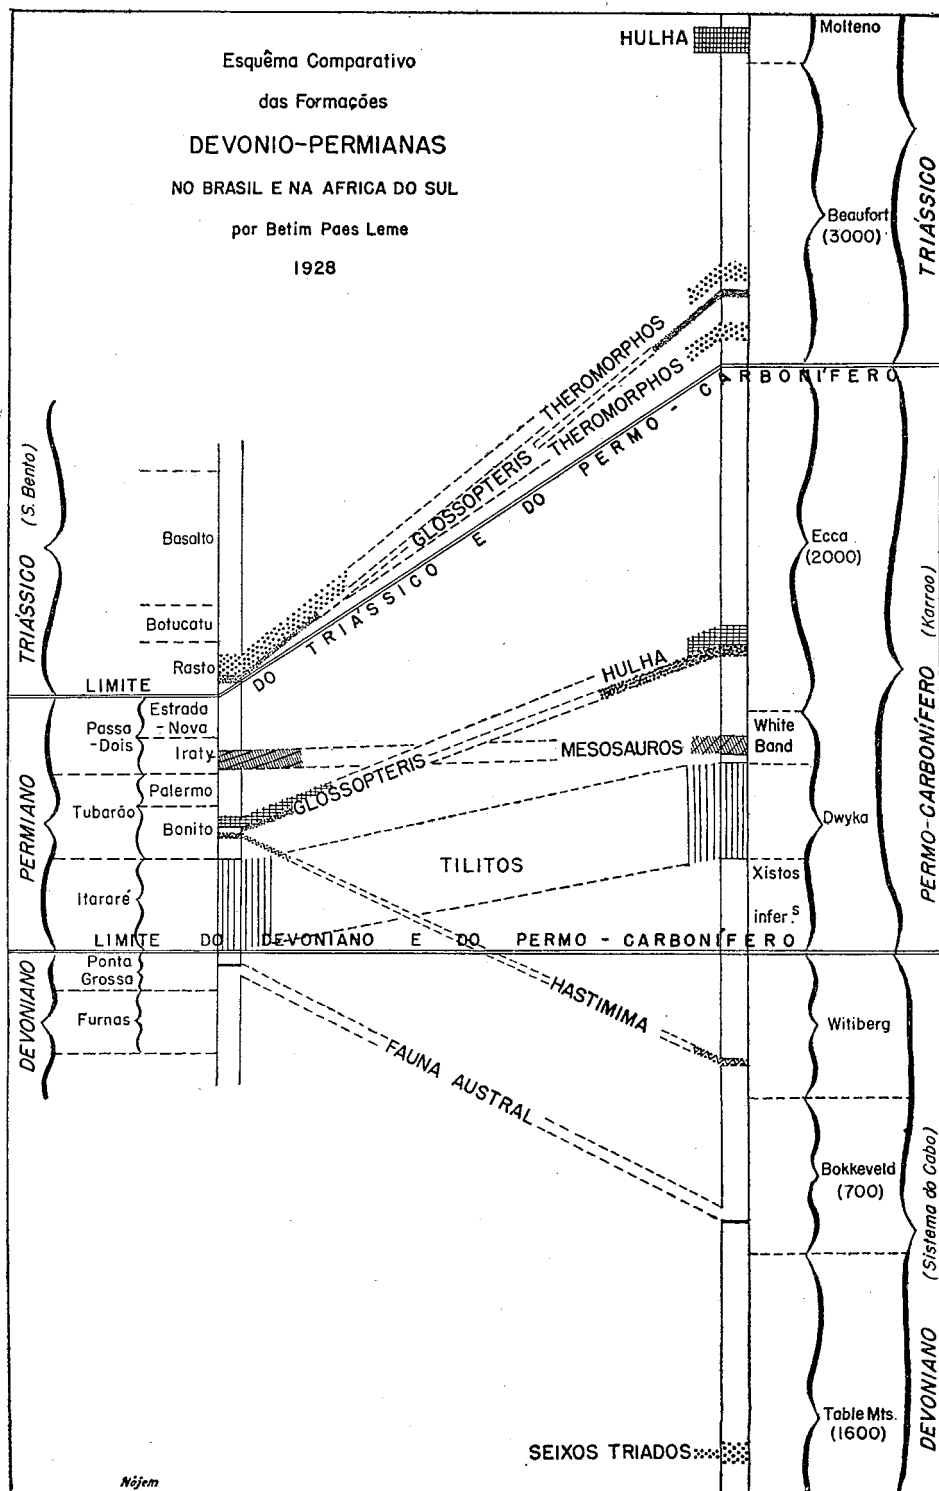 Esquêma Comparativo
das Formações
DEVONIO-PERMIANAS
NO BRASIL E NA AFRICA DO SUL
por Betim Paes Leme
1928
HULHA
Molteno
Beaufort
(3000)
TRIÁSSICO
THEROMORPHOS
GLOSSOPTERIS
THEROMORPHOS
LIMITE DO TRIÁSSICO E DO PERMO-CARBONÍFERO
TRIÁSSICO (S. Bento)
Basalto
Botucatu
Rasto
Ecca
(2000)
PERMO-CARBONÍFERO (Karrao)
HULHA
PERMIANO
Passa
-Dois
Estrada
-Nova
Iraty
MESOSAUROS
White
Band
Tubarão
Palermo
Bonito
GLOSSOPTERIS
Dwyka
Itararé
TILITOS
Xistos
infer.s
LIMITE DO DEVONIANO E DO PERMO-CARBONÍFERO
DEVONIANO
Ponta
Grossa
Furnas
HASTIMIMA
Witiberg
FAUNA AUSTRAL
Bokkeveld
(700)
DEVONIANO (Sistema do Cabo)
Table Mts.
(1600)
SEIXOS TRIADOS
Nójem